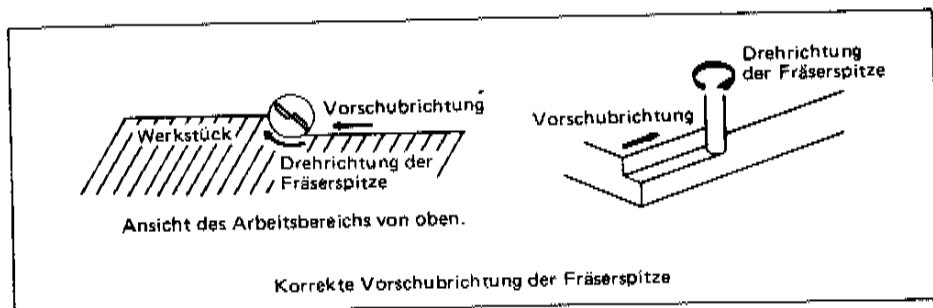 Werkstück
Vorschubrichtung
Drehrichtung der
Fräserspitze
Ansicht des Arbeitsbereichs von oben.
Drehrichtung
der Fräserspitze
Vorschubrichtung
Korrekte Vorschubrichtung der Fräserspitze